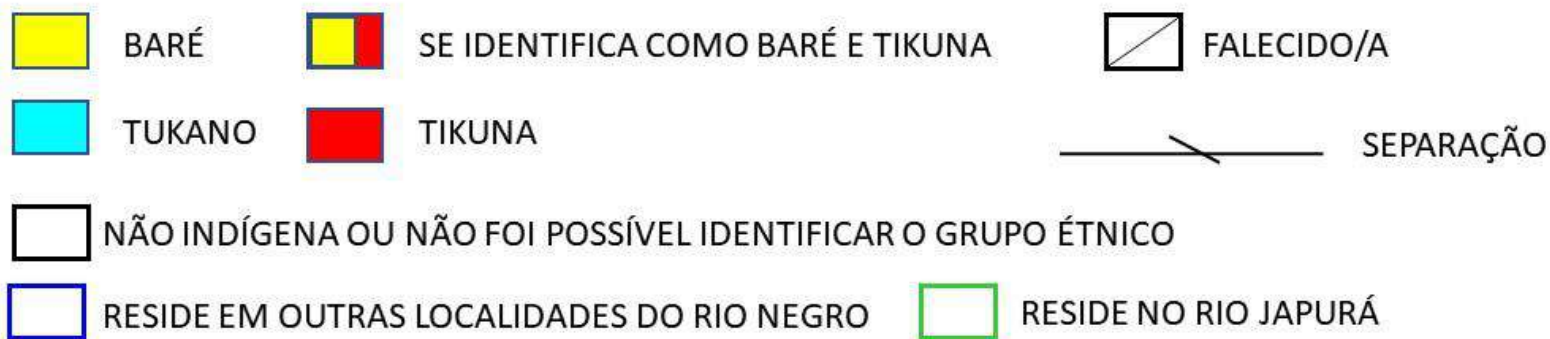 BARÉ SE IDENTIFICA COMO BARÉ E TIKUNA FALECIDO/A
TUKANO TIKUNA SEPARAÇÃO
NÃO INDÍGENA OU NÃO FOI POSSÍVEL IDENTIFICAR O GRUPO ÉTNICO
RESIDE EM OUTRAS LOCALIDADES DO RIO NEGRO RESIDE NO RIO JAPURÁ